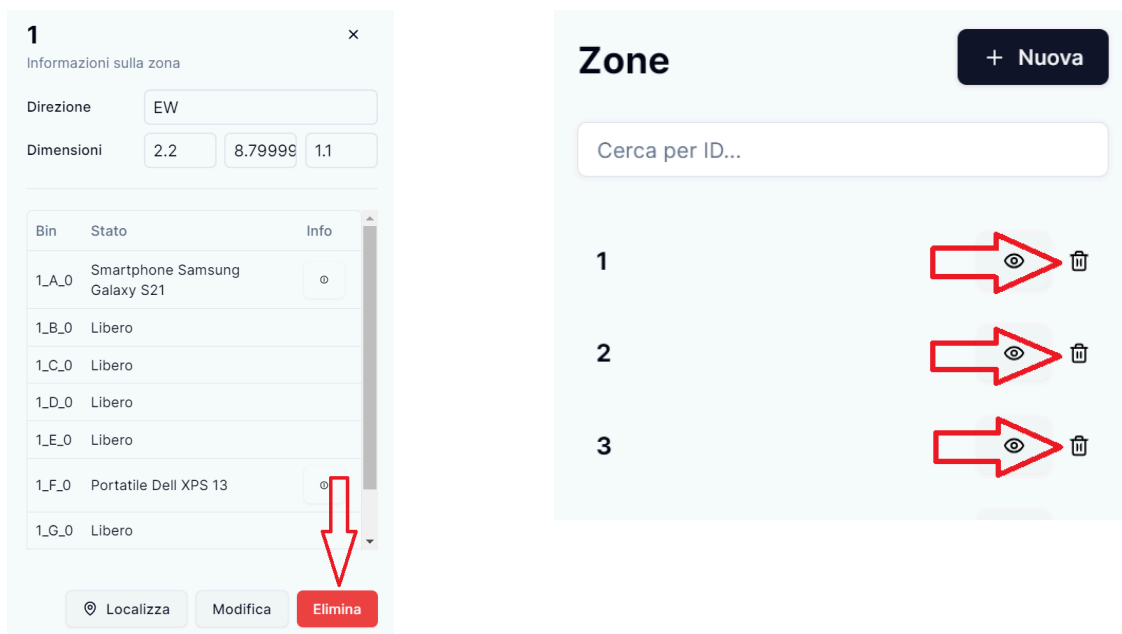 1
Informazioni sulla zona
Direzione EW
Dimensioni 2.2 8.79999 1.1
Bin Stato Info
1_A_0 Smartphone Samsung
Galaxy S21
1_B_0 Libero
1_C_0 Libero
1_D_0 Libero
1_E_0 Libero
1_F_0 Portatile Dell XPS 13
1_G_0 Libero
Localizza Modifica Elimina
Zone
+ Nuova
Cerca per ID...
1
2
3